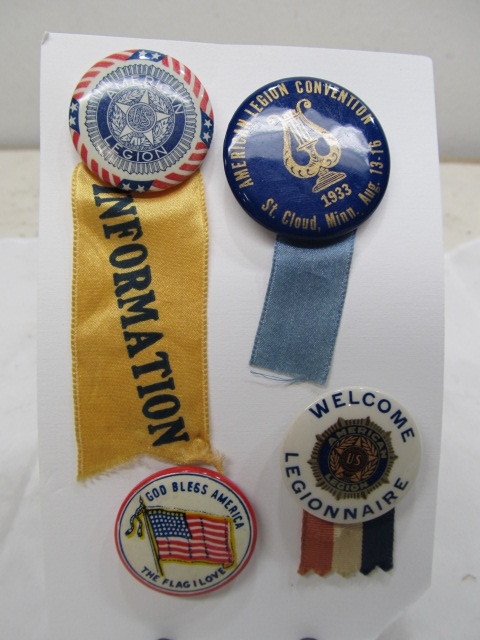 AMERICAN
LEGION
INFORMATION
AMERICAN LEGION CONVENTION
1933
St. Cloud, Minn. Aug. 13-16
WELCOME
AMERICAN
US
LEGION
LEGIONNAIRE
GOD BLESS AMERICA
THE FLAG I LOVE